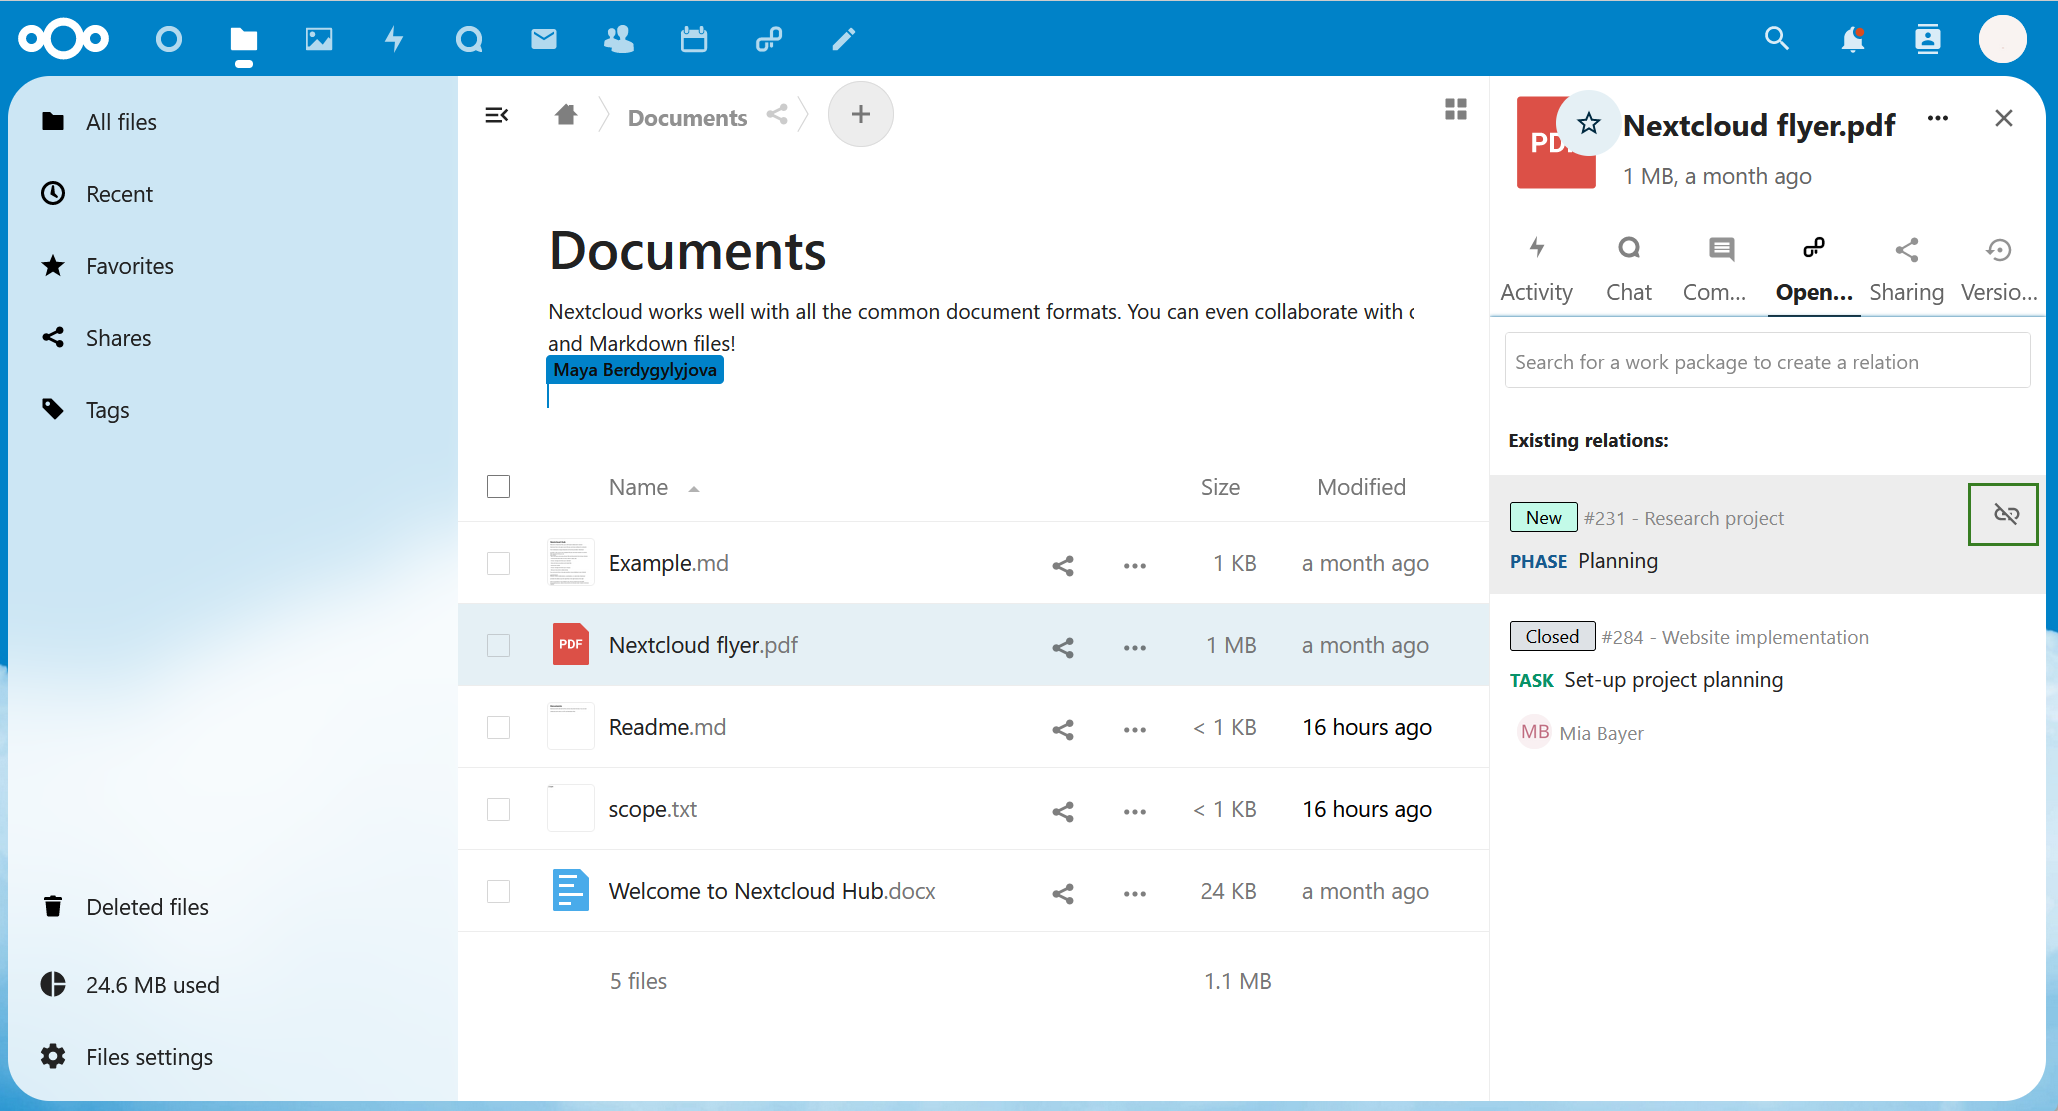 All files
Recent
Favorites
Shares
Tags
Deleted files
24.6 MB used
Files settings
Documents
Documents
Nextcloud works well with all the common document formats. You can even collaborate with
and Markdown files!
Maya Berdygylyjova
Name Size Modified
Example.md 1 KB a month ago
PDF Nextcloud flyer.pdf 1 MB a month ago
Readme.md < 1 KB 16 hours ago
scope.txt < 1 KB 16 hours ago
Welcome to Nextcloud Hub.docx 24 KB a month ago
5 files 1.1 MB
Nextcloud flyer.pdf
1 MB, a month ago
Activity Chat Com... Open... Sharing Versio...
Search for a work package to create a relation
Existing relations:
New #231 - Research project
PHASE Planning
Closed #284 - Website implementation
TASK Set-up project planning
MB Mia Bayer